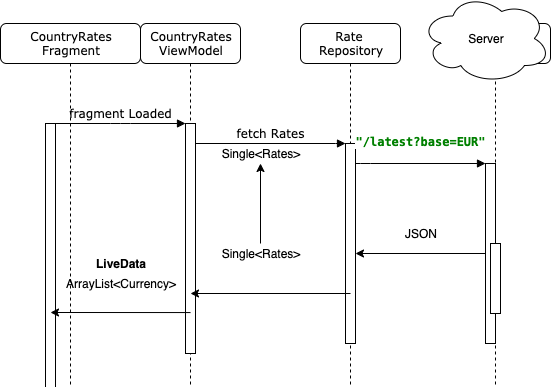 CountryRates
Fragment
CountryRates
ViewModel
Rate
Repository
Server
fragment Loaded
fetch Rates
Single<Rates>
"/latest?base=EUR"
JSON
Single<Rates>
LiveData
ArrayList<Currency>